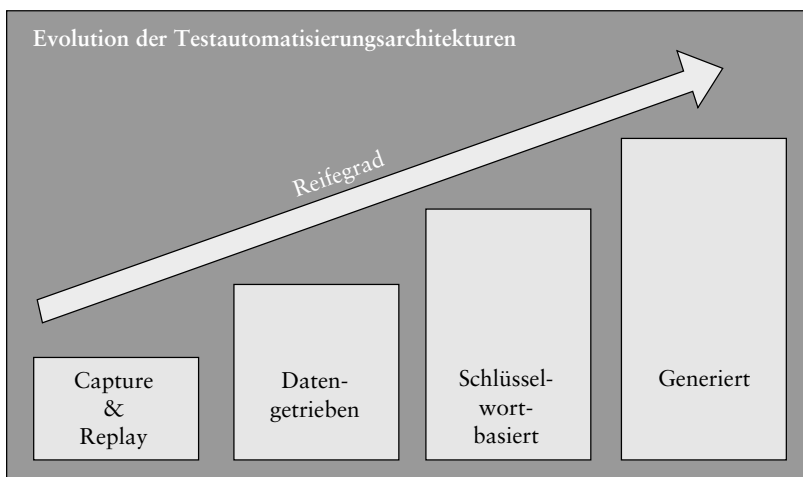 Evolution der Testautomatisierungsarchitekturen
Reifegrad
Capture
&
Replay
Daten-
getrieben
Schlüssel-
wort-
basiert
Generiert